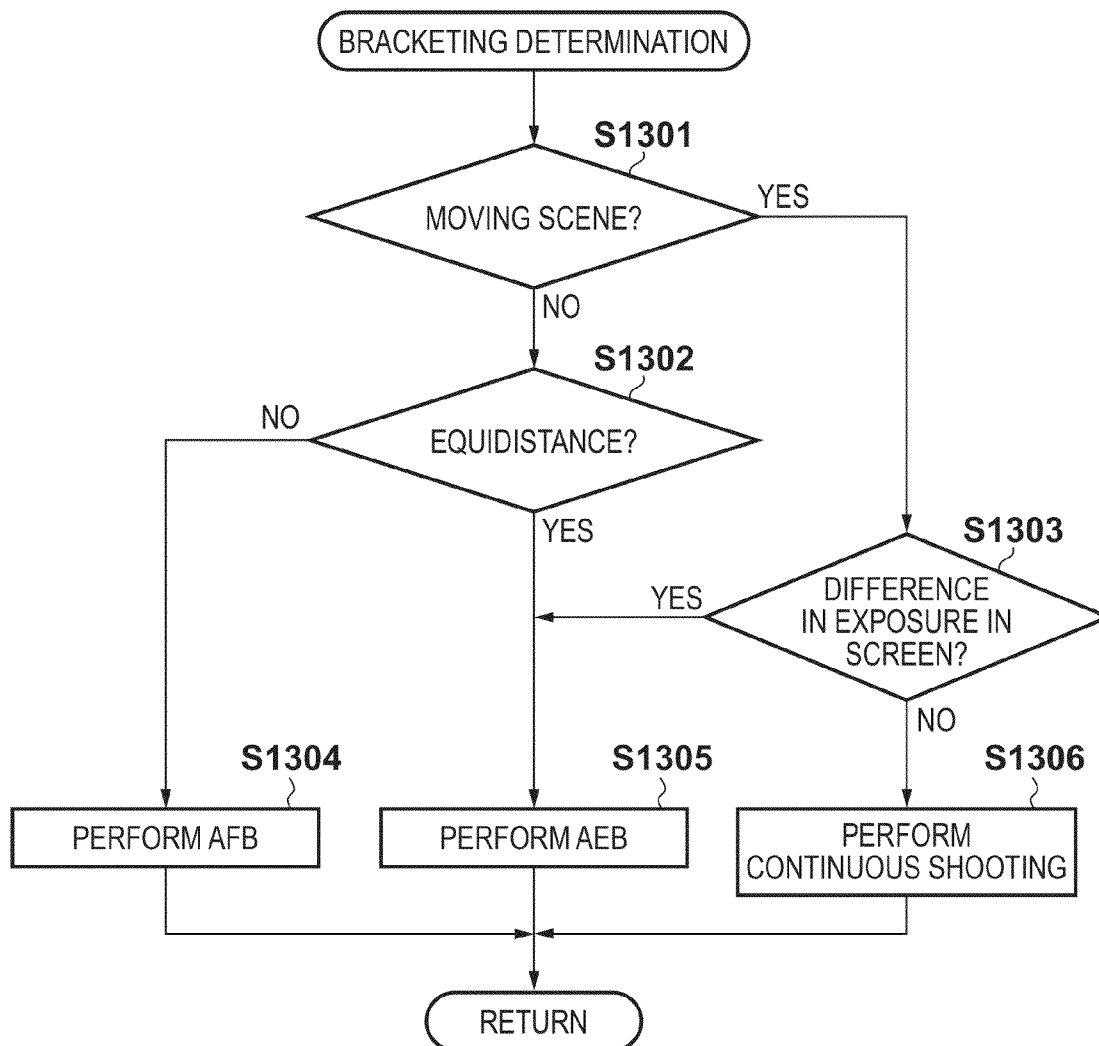 BRACKETING DETERMINATION
S1301
MOVING SCENE?
YES
NO
S1302
NO
EQUIDISTANCE?
YES
S1303
YES
DIFFERENCE
IN EXPOSURE IN
SCREEN?
NO
S1304
S1305
S1306
PERFORM AFB
PERFORM AEB
PERFORM
CONTINUOUS SHOOTING
RETURN